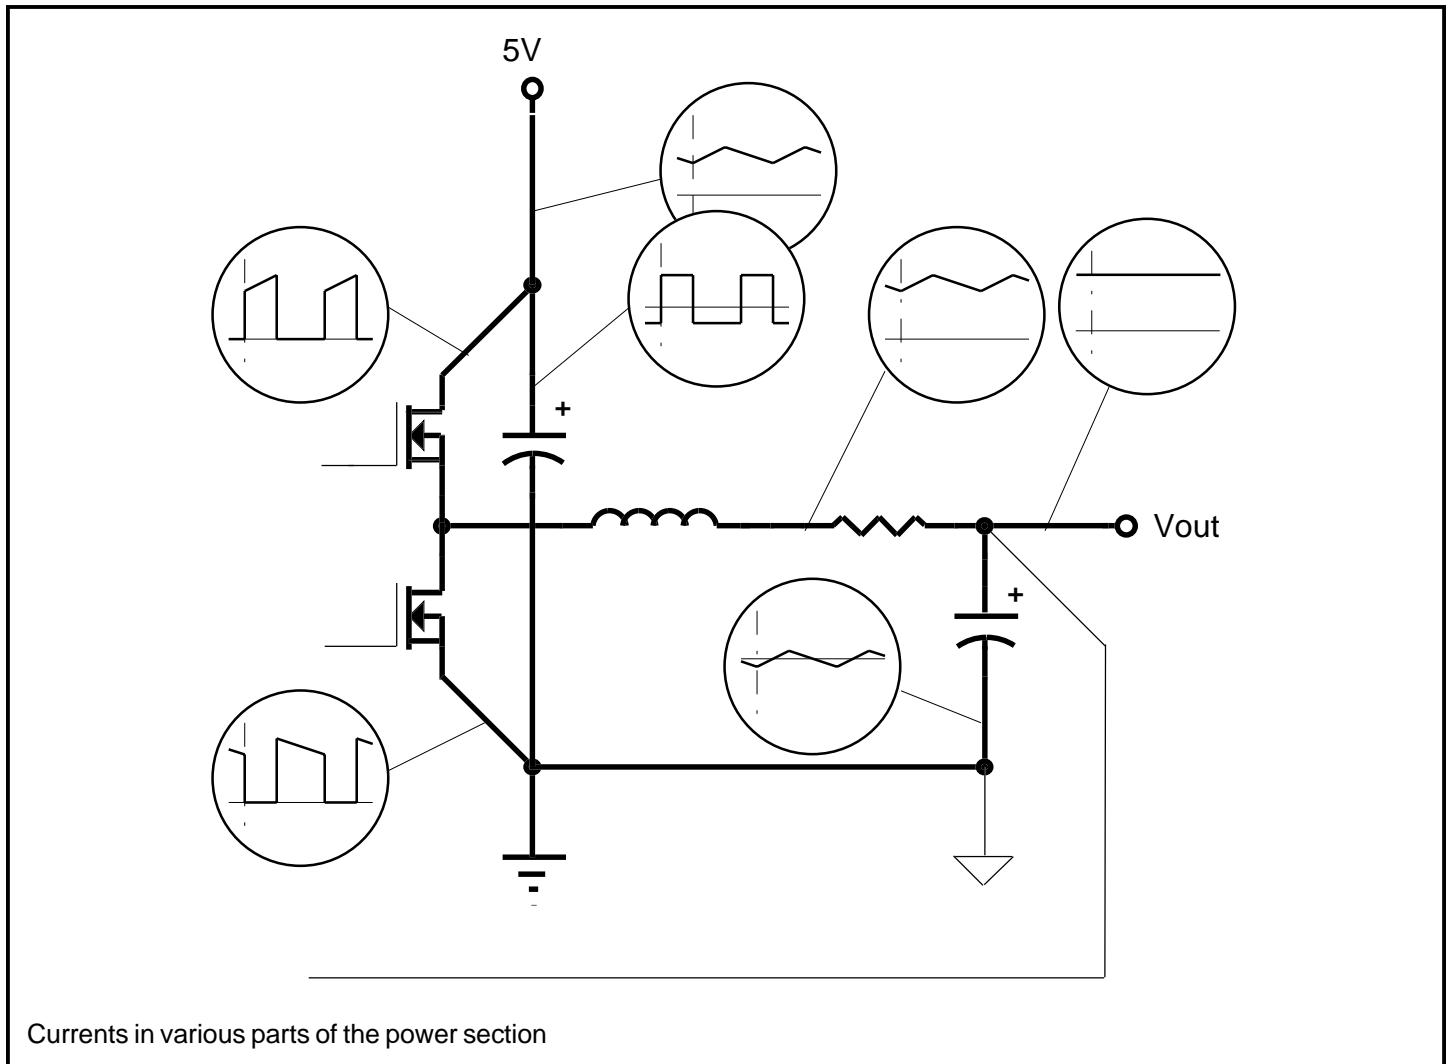 5V
+
Vout
+
Currents in various parts of the power section